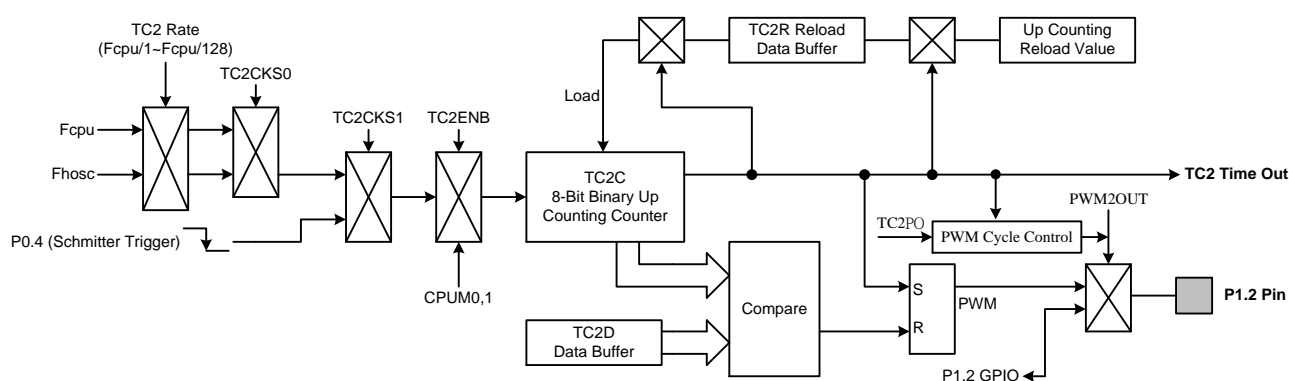 TC2 Rate
(Fcpu/1~Fcpu/128)
TC2CKS0
TC2CKS1
TC2ENB
Fcpu
Fhosc
P0.4 (Schmitter Trigger)
CPUM0,1
Load
TC2R Reload
Data Buffer
Up Counting
Reload Value
TC2C
8-Bit Binary Up
Counting Counter
TC2 Time Out
PWM2OUT
TC2PO
PWM Cycle Control
TC2D
Data Buffer
Compare
S
R
PWM
P1.2 Pin
P1.2 GPIO